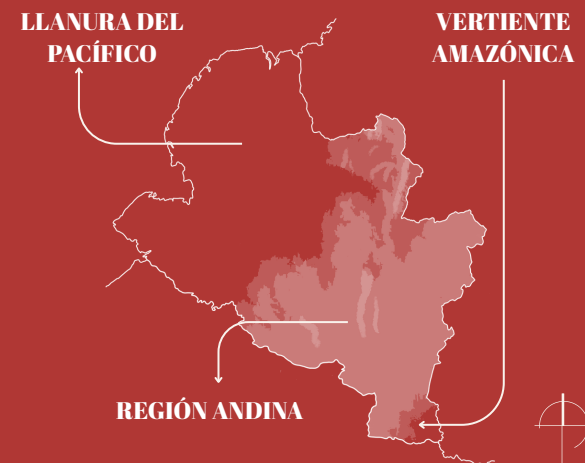 LLANURA DEL
PACÍFICO
VERTIENTE
AMAZÓNICA
REGIÓN ANDINA